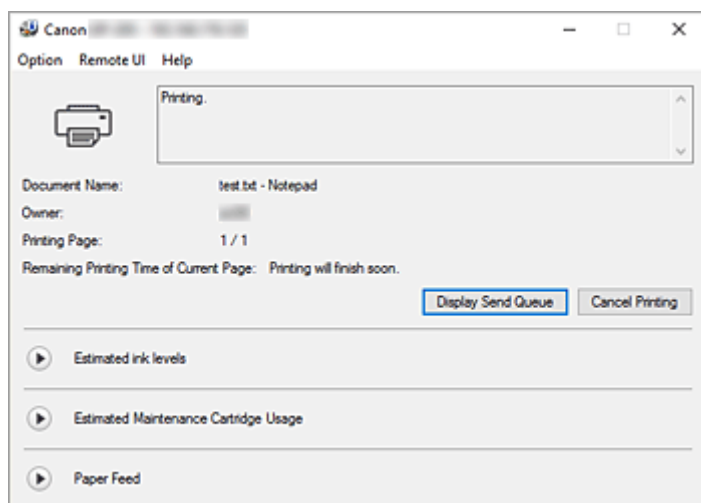 Canon
Option Remote UI Help
Printing.
Document Name: test.txt - Notepad
Owner:
Printing Page: 1 / 1
Remaining Printing Time of Current Page: Printing will finish soon.
Display Send Queue Cancel Printing
Estimated ink levels
Estimated Maintenance Cartridge Usage
Paper Feed